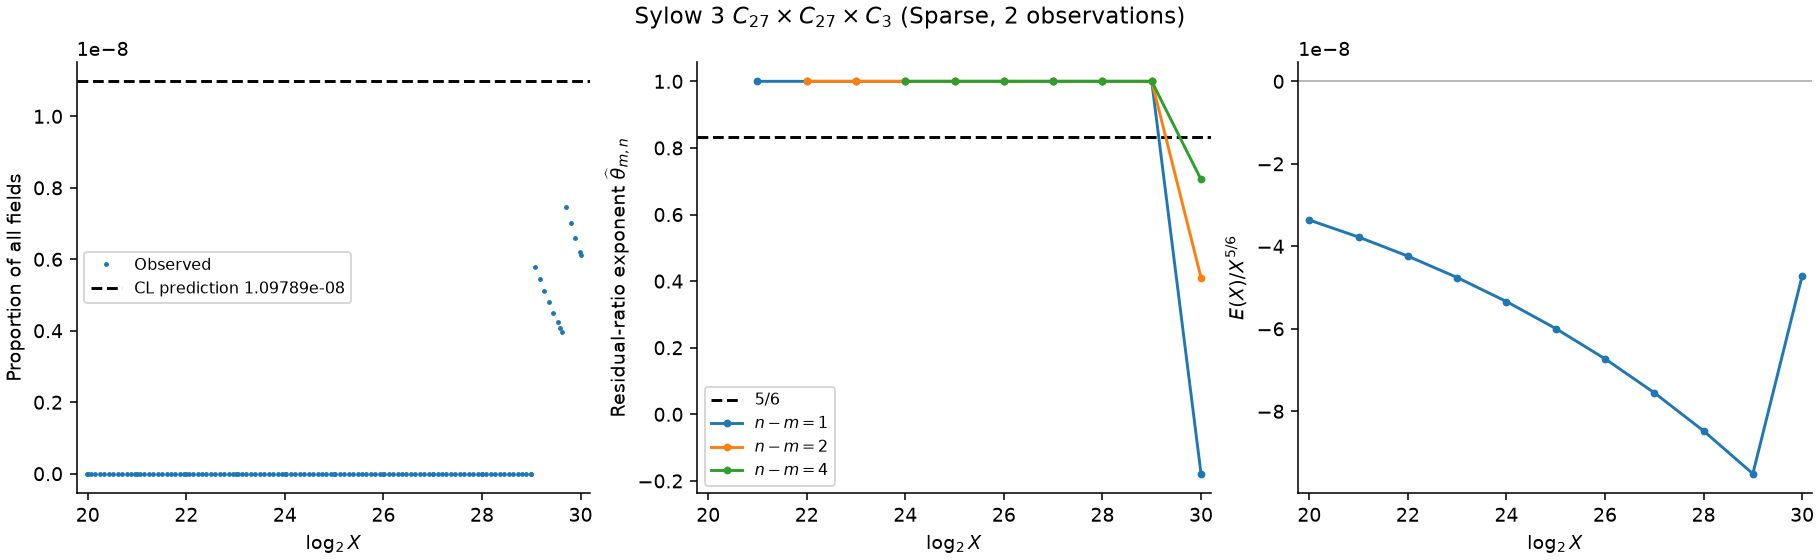 Sylow 3 C₂₇ × C₂₇ × C₃ (Sparse, 2 observations)
1e−8
1.0
0.8
0.6
0.4
0.2
0.0
Proportion of all fields
Observed
CL prediction 1.09789e-08
20 22 24 26 28 30
log₂ X
1.0
0.8
0.6
0.4
0.2
0.0
−0.2
Residual-ratio exponent θ̂ₘ,ₙ
5/6
n − m = 1
n − m = 2
n − m = 4
20 22 24 26 28 30
log₂ X
1e−8
0
−2
−4
−6
−8
E(X)/X^{5/6}
20 22 24 26 28 30
log₂ X